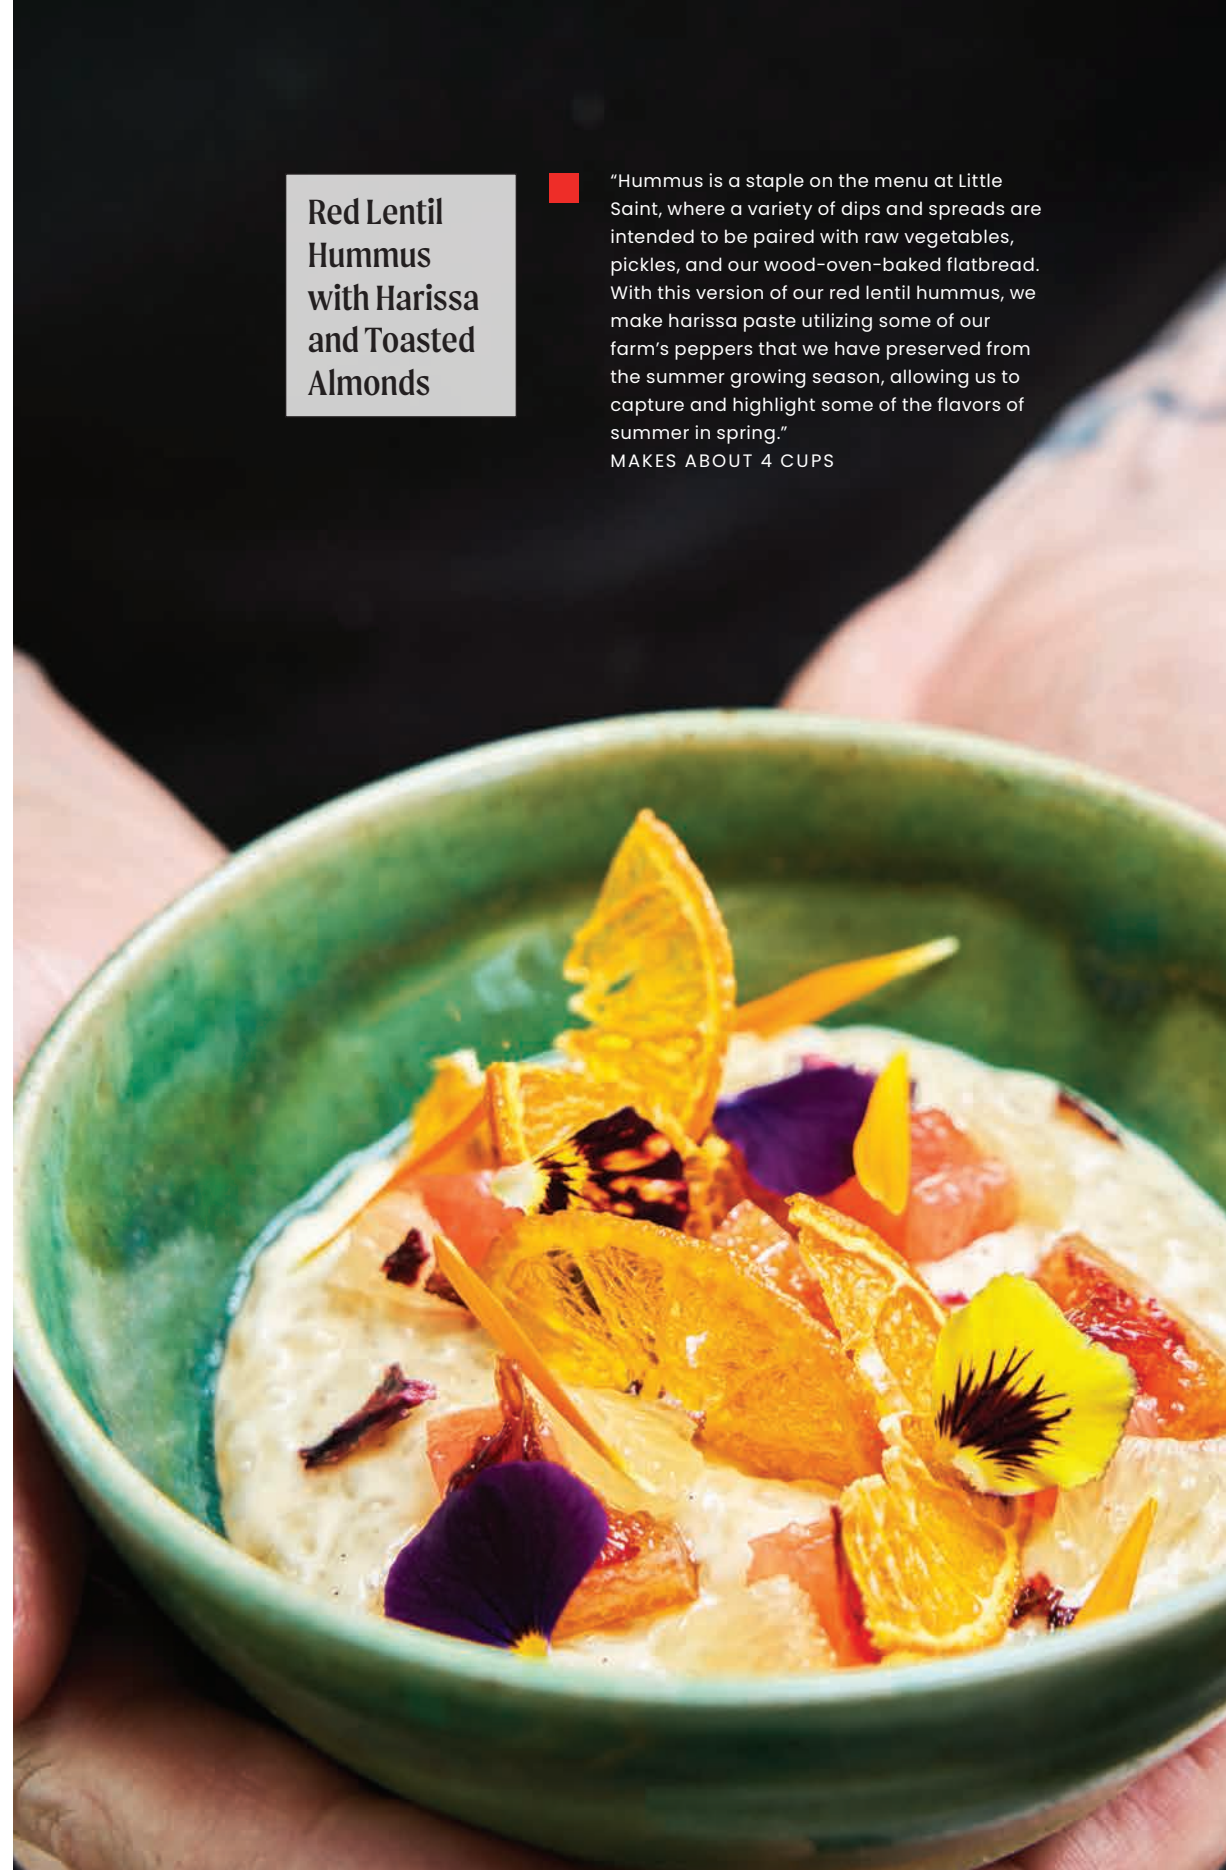 Red Lentil
Hummus
with Harissa
and Toasted
Almonds
“Hummus is a staple on the menu at Little
Saint, where a variety of dips and spreads are
intended to be paired with raw vegetables,
pickles, and our wood-oven-baked flatbread.
With this version of our red lentil hummus, we
make harissa paste utilizing some of our
farm’s peppers that we have preserved from
the summer growing season, allowing us to
capture and highlight some of the flavors of
summer in spring.”
MAKES ABOUT 4 CUPS